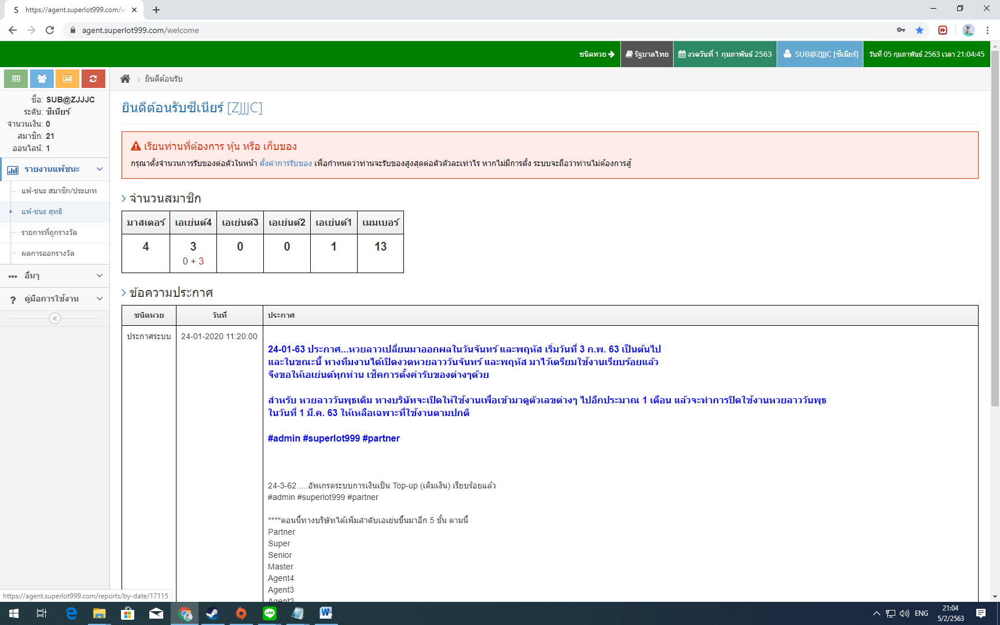 https://agent.superlot999.com/w
agent.superlot999.com/welcome
ชนิดหวย
รัฐบาลไทย
งวดวันที่ 1 กุมภาพันธ์ 2563
SUB@ZJJJC [ซีเนียร์]
วันที่ 05 กุมภาพันธ์ 2563 เวลา 21:04:45
ยินดีต้อนรับ
ชื่อ: SUB@ZJJJC
ระดับ: ซีเนียร์
จำนวนเงิน: 0
สมาชิก: 21
ออนไลน์: 1
รายงานแพ้ชนะ
แพ้-ชนะ สมาชิก/ประเภท
แพ้-ชนะ สุทธิ
รายการที่ถูกรางวัล
ผลการออกรางวัล
อื่นๆ
? คู่มือการใช้งาน
ยินดีต้อนรับซีเนียร์ [ZJJJC]
เรียนท่านที่ต้องการ หุ้น หรือ เก็บของ
กรุณาตั้งจำนวนการรับของต่อตัวในหน้า ตั้งค่าการรับของ เพื่อกำหนดว่าท่านจะรับของสูงสุดต่อตัวตัวละเท่าไร หากไม่มีการตั้ง ระบบจะถือว่าท่านไม่ต้องการสู้
จำนวนสมาชิก
มาสเตอร์ เอเย่นต์4 เอเย่นต์3 เอเย่นต์2 เอเย่นต์1 เมมเบอร์
4 3 0 0 1 13
0 + 3
ข้อความประกาศ
ชนิดหวย วันที่ ประกาศ
ประกาศระบบ 24-01-2020 11:20:00
24-01-63 ประกาศ...หวยลาวเปลี่ยนมาออกผลในวันจันทร์ และพฤหัส เริ่มวันที่ 3 ก.พ. 63 เป็นต้นไป
และในขณะนี้ ทางทีมงานได้เปิดงวดหวยลาววันจันทร์ และพฤหัส มาไว้เตรียมใช้งานเรียบร้อยแล้ว
จึงขอให้เอเย่นต์ทุกท่าน เช็คการตั้งค่ารับของต่างๆด้วย
สำหรับ หวยลาววันพุธเดิม ทางบริษัทจะเปิดให้ใช้งานเพื่อเข้ามาดูตัวเลขต่างๆ ไปอีกประมาณ 1 เดือน แล้วจะทำการปิดใช้งานหวยลาววันพุธ
ในวันที่ 1 มี.ค. 63 ให้เหลือเฉพาะที่ใช้งานตามปกติ
#admin #superlot999 #partner
24-3-62 ....อัพเกรดระบบการเงินเป็น Top-up (เติมเงิน) เรียบร้อยแล้ว
#admin #superlot999 #partner
****ตอนนี้ทางบริษัทได้เพิ่มลำดับเอเย่นขึ้นมาอีก 5 ชั้น ตามนี้
Partner
Super
Senior
Master
Agent4
Agent3
Agent2
https://agent.superlot999.com/reports/by-date/17115
ENG
21:04
5/2/2563